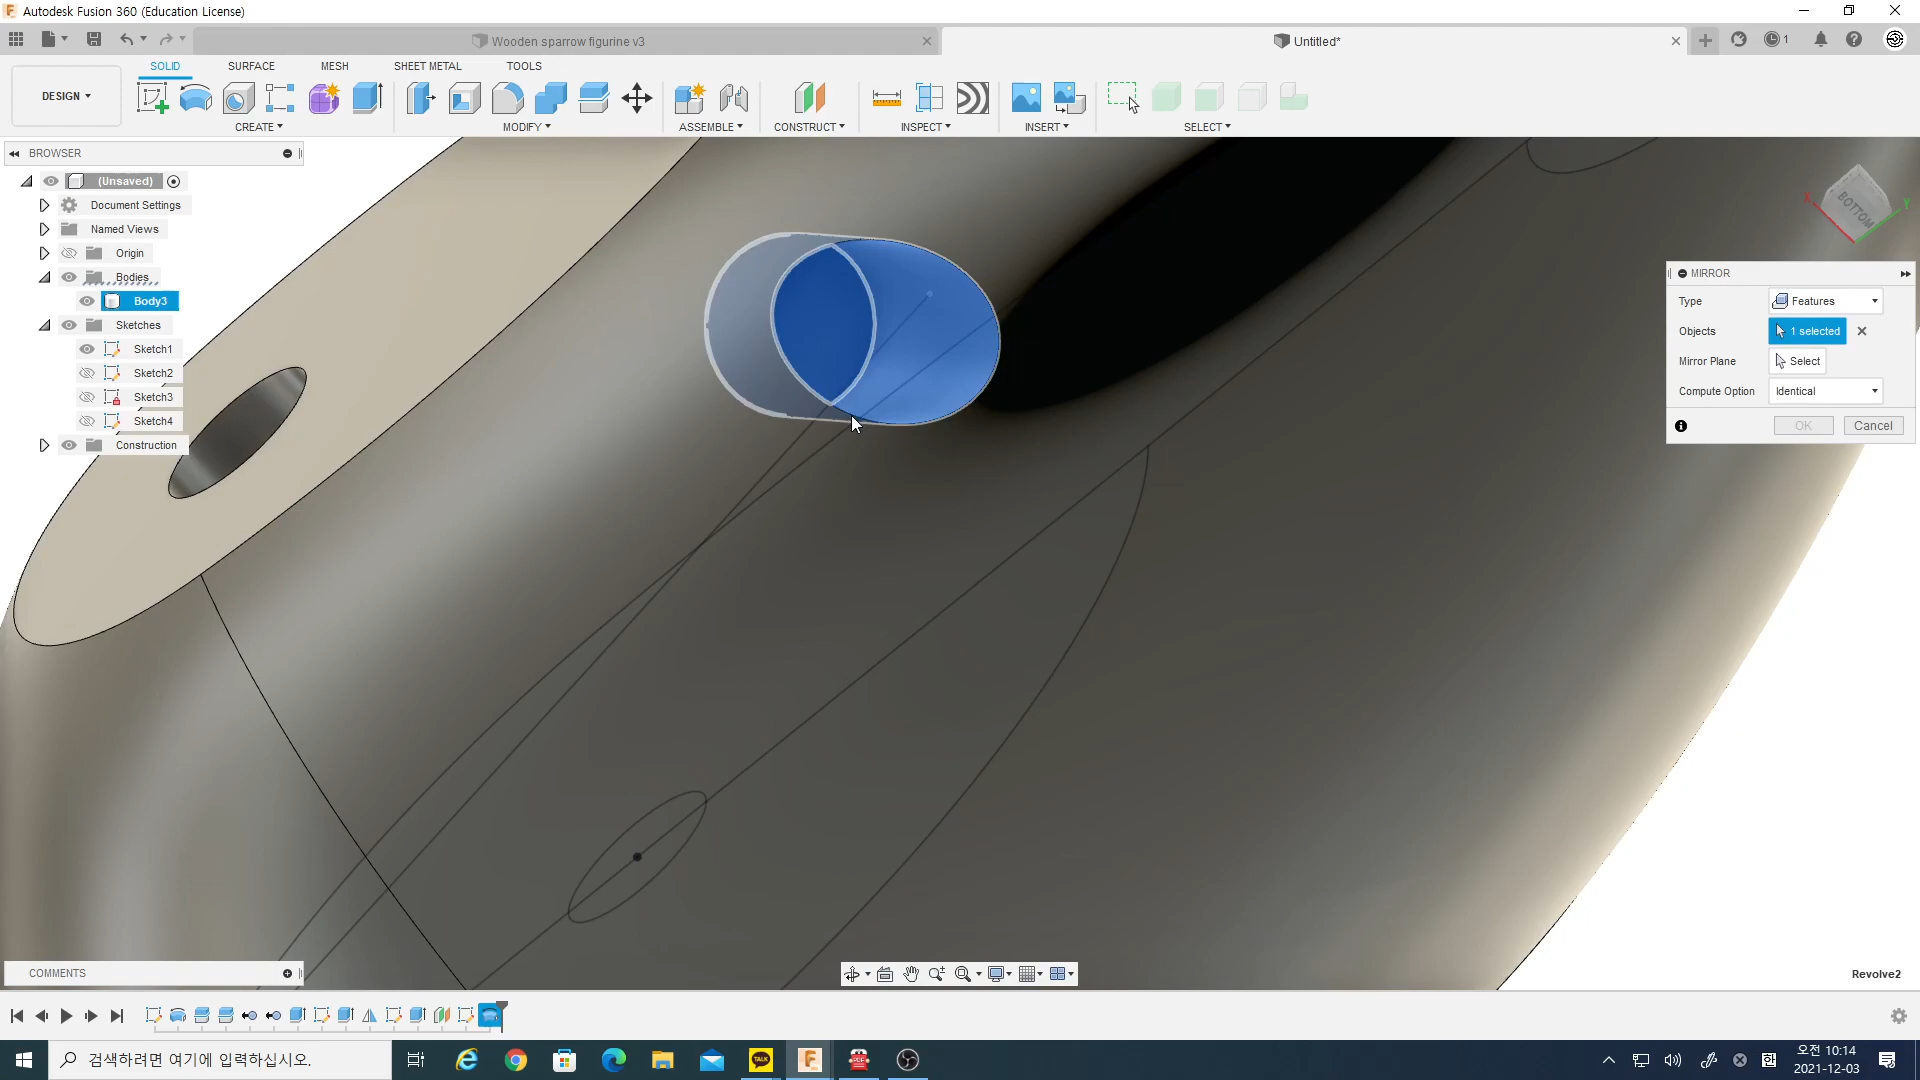 Autodesk Fusion 360 (Education License)
Wooden sparrow figurine v3
Untitled*
1
DESIGN
SOLID
SURFACE
MESH
SHEET METAL
TOOLS
CREATE
MODIFY
ASSEMBLE
CONSTRUCT
INSPECT
INSERT
SELECT
BROWSER
(Unsaved)
Document Settings
Named Views
Origin
Bodies
Body3
Sketches
Sketch1
Sketch2
Sketch3
Sketch4
Construction
BOTTOM
X
Y
MIRROR
Type
Features
Objects
1 selected
Mirror Plane
Select
Compute Option
Identical
OK
Cancel
COMMENTS
Revolve2
검색하려면 여기에 입력하십시오.
TALK
PDF
한
오전 10:14
2021-12-03